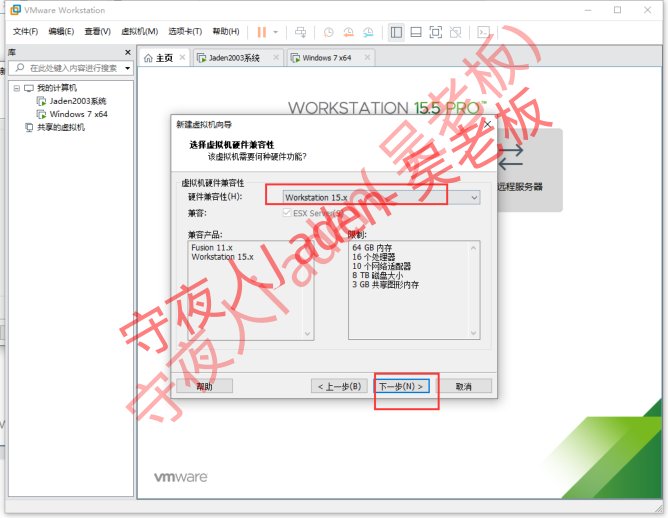 VMware Workstation
文件(F) 编辑(E) 查看(V) 虚拟机(M) 选项卡(T) 帮助(H)
库
在此处键入内容进行搜索
主页 Jaden2003系统 Windows 7 x64
我的计算机
Jaden2003系统
Windows 7 x64
共享的虚拟机
WORKSTATION 15.5 PRO™
远程服务器
新建虚拟机向导
选择虚拟机硬件兼容性
该虚拟机需要何种硬件功能?
虚拟机硬件兼容性
硬件兼容性(H): Workstation 15.x
兼容: ESX Server(S)
兼容产品:
Fusion 11.x
Workstation 15.x
限制:
64 GB 内存
16 个处理器
10 个网络适配器
8 TB 磁盘大小
3 GB 共享图形内存
帮助 < 上一步(B) 下一步(N) > 取消
vmware
守夜人Jaden-吴老板
守夜人(Jaden(吴老板)